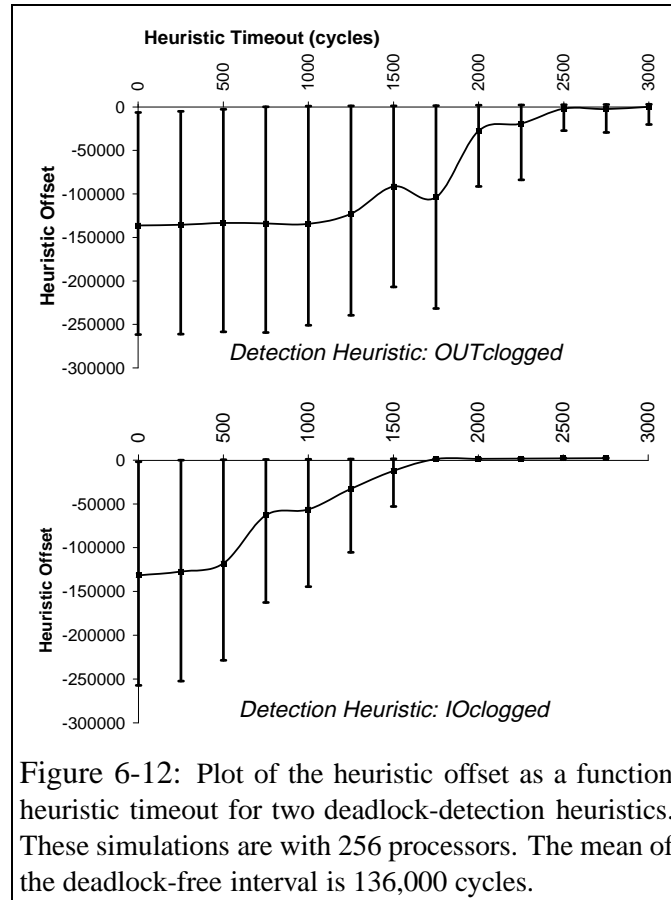 Heuristic Timeout (cycles)
0 500 1000 1500 2000 2500 3000
0
-50000
-100000
-150000
-200000
-250000
-300000
Heuristic Offset
Detection Heuristic: OUTclogged
0 500 1000 1500 2000 2500 3000
0
-50000
-100000
-150000
-200000
-250000
-300000
Heuristic Offset
Detection Heuristic: IOclogged
Figure 6-12: Plot of the heuristic offset as a function
heuristic timeout for two deadlock-detection heuristics.
These simulations are with 256 processors. The mean of
the deadlock-free interval is 136,000 cycles.